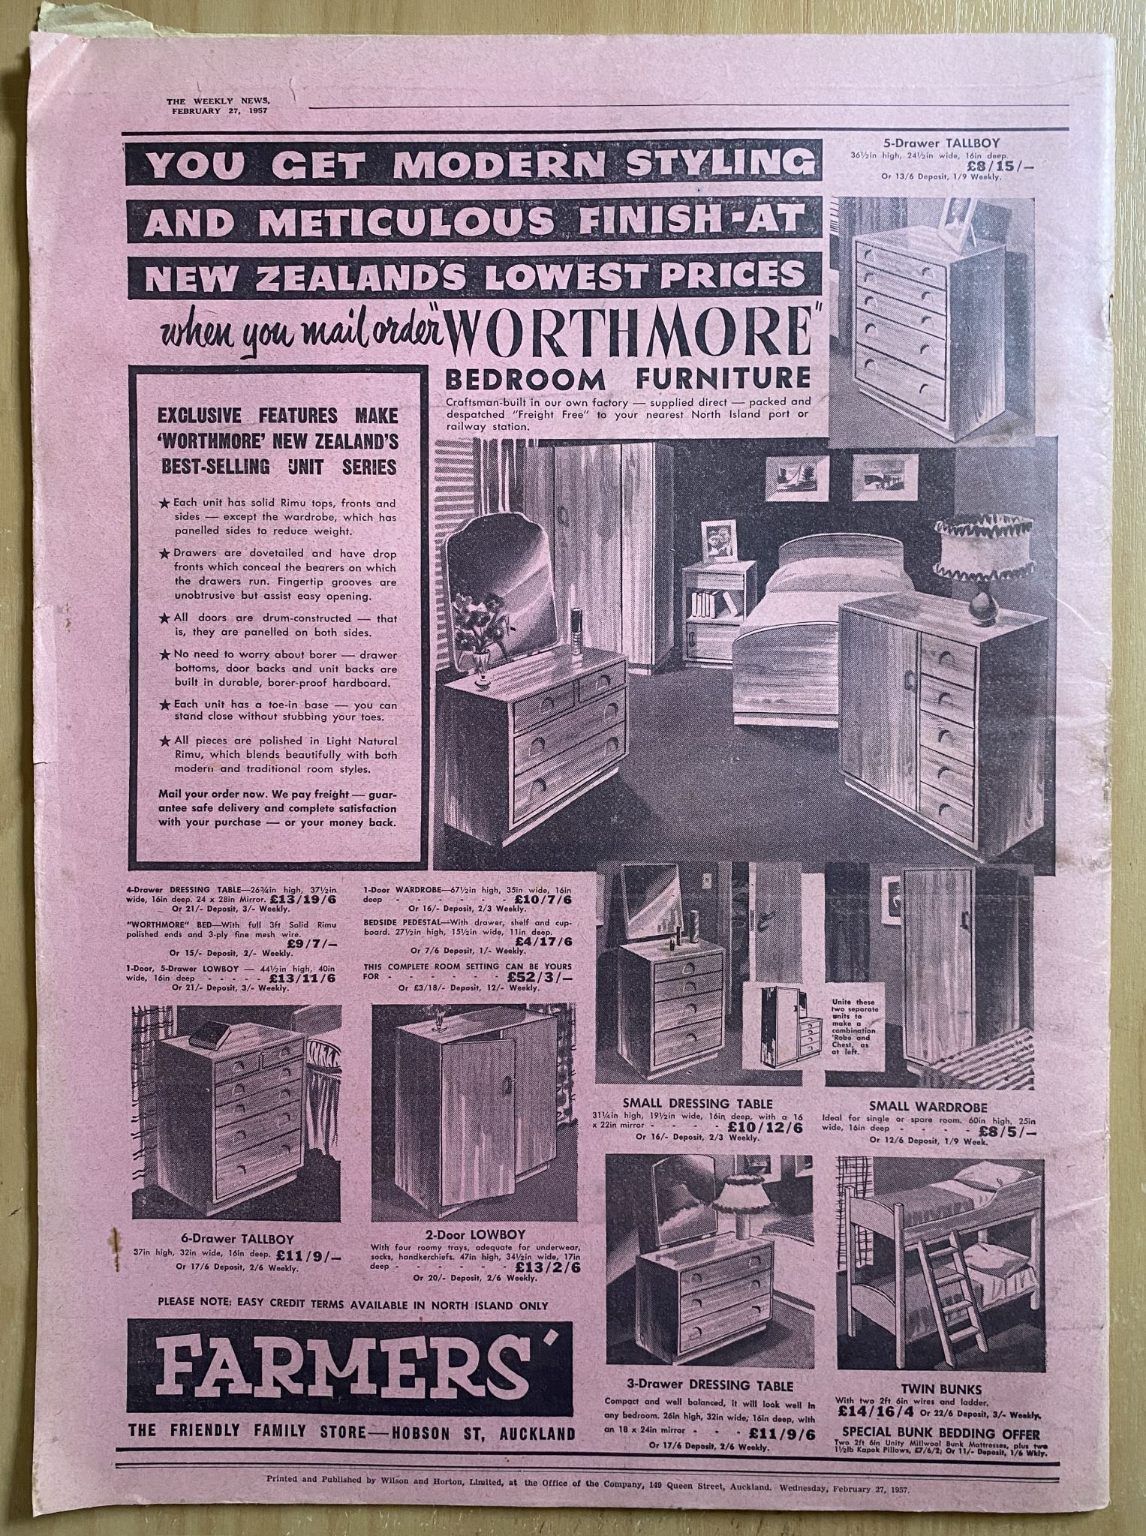 THE WEEKLY NEWS,
FEBRUARY 27, 1957
YOU GET MODERN STYLING
AND METICULOUS FINISH-AT
NEW ZEALAND'S LOWEST PRICES
when you mail order "WORTHMORE"
BEDROOM FURNITURE
Craftsman-built in our own factory — supplied direct — packed and
despatched "Freight Free" to your nearest North Island port or
railway station.
5-Drawer TALLBOY
36½in high, 24½in wide, 16in deep.
£8/15/—
Or 13/6 Deposit, 1/9 Weekly.
EXCLUSIVE FEATURES MAKE
'WORTHMORE' NEW ZEALAND'S
BEST-SELLING UNIT SERIES
★ Each unit has solid Rimu tops, fronts and
sides — except the wardrobe, which has
panelled sides to reduce weight.
★ Drawers are dovetailed and have drop
fronts which conceal the bearers on which
the drawers run. Fingertip grooves are
unobtrusive but assist easy opening.
★ All doors are drum-constructed — that
is, they are panelled on both sides.
★ No need to worry about borer — drawer
bottoms, door backs and unit backs are
built in durable, borer-proof hardboard.
★ Each unit has a toe-in base — you can
stand close without stubbing your toes.
★ All pieces are polished in Light Natural
Rimu, which blends beautifully with both
modern and traditional room styles.
Mail your order now. We pay freight — guar-
antee safe delivery and complete satisfaction
with your purchase — or your money back.
4-Drawer DRESSING TABLE—26¾in high, 37½in
wide, 16in deep. 24 x 28in Mirror. £13/19/6
Or 21/- Deposit, 3/- Weekly.
"WORTHMORE" BED—With full 3ft Solid Rimu
polished ends and 3-ply fine mesh wire.
£9/7/—
Or 15/- Deposit, 2/- Weekly.
1-Door, 5-Drawer LOWBOY — 44½in high, 40in
wide, 16in deep - - - - - £13/11/6
Or 21/- Deposit, 3/- Weekly.
1-Door WARDROBE—67½in high, 35in wide, 16in
deep - - - - - - £10/7/6
Or 16/- Deposit, 2/3 Weekly.
BEDSIDE PEDESTAL—With drawer, shelf and cup-
board. 27½in high, 15½in wide, 11in deep.
£4/17/6
Or 7/6 Deposit, 1/- Weekly.
THIS COMPLETE ROOM SETTING CAN BE YOURS
FOR - - - - - - £52/3/—
Or £3/18/- Deposit, 12/- Weekly.
Unite these
two separate
units to
make a
combination
'Robe and
Chest, as
at left.
SMALL DRESSING TABLE
31¼in high, 19½in wide, 16in deep, with a 16
x 22in mirror - - - - £10/12/6
Or 16/- Deposit, 2/3 Weekly.
SMALL WARDROBE
Ideal for single or spare room. 60in high, 25in
wide, 16in deep - - - - £8/5/—
Or 12/6 Deposit, 1/9 Week.
6-Drawer TALLBOY
37in high, 32in wide, 16in deep. £11/9/—
Or 17/6 Deposit, 2/6 Weekly.
2-Door LOWBOY
With four roomy trays, adequate for underwear,
socks, handkerchiefs. 47in high, 34½in wide, 17in
deep - - - - - - £13/2/6
Or 20/- Deposit, 2/6 Weekly.
PLEASE NOTE: EASY CREDIT TERMS AVAILABLE IN NORTH ISLAND ONLY
FARMERS'
THE FRIENDLY FAMILY STORE—HOBSON ST, AUCKLAND
3-Drawer DRESSING TABLE
Compact and well balanced, it will look well in
any bedroom. 26in high, 32in wide, 16in deep, with
an 18 x 24in mirror - - - £11/9/6
Or 17/6 Deposit, 2/6 Weekly.
TWIN BUNKS
With two 2ft 6in wires and ladder.
£14/16/4 Or 22/6 Deposit, 3/- Weekly.
SPECIAL BUNK BEDDING OFFER
Two 2ft 6in Unity Millwool Bunk Mattresses, plus two
1½lb Kapok Pillows, £7/6/2; Or 11/- Deposit, 1/6 Wkly.
Printed and Published by Wilson and Horton, Limited, at the Office of the Company, 149 Queen Street, Auckland. Wednesday, February 27, 1957.